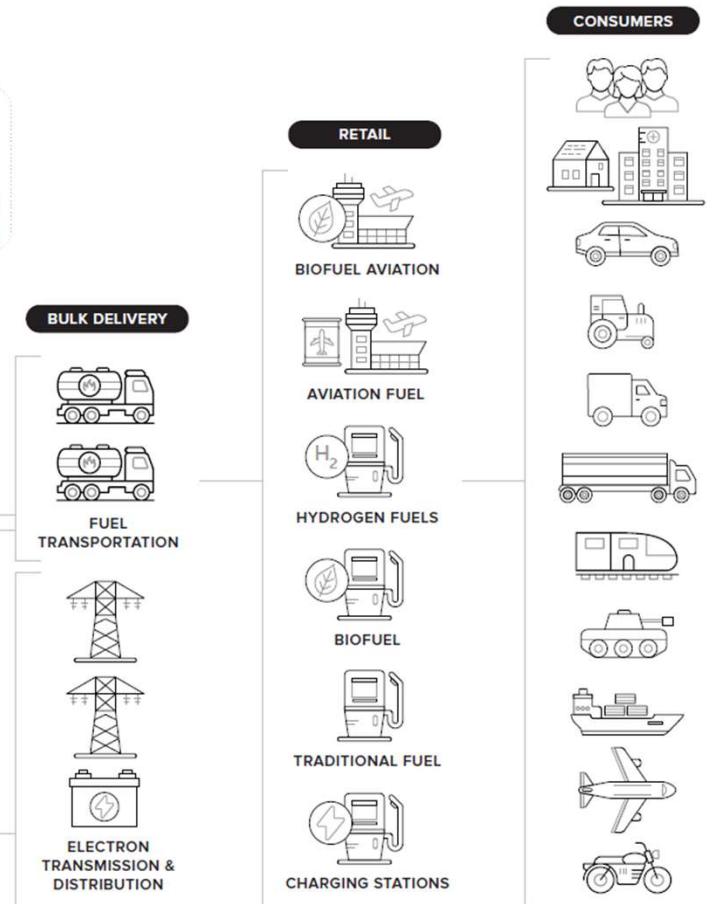 CONSUMERS
RETAIL
BIOFUEL AVIATION
BULK DELIVERY
AVIATION FUEL
H2
HYDROGEN FUELS
FUEL
TRANSPORTATION
BIOFUEL
TRADITIONAL FUEL
ELECTRON
TRANSMISSION &
DISTRIBUTION
CHARGING STATIONS